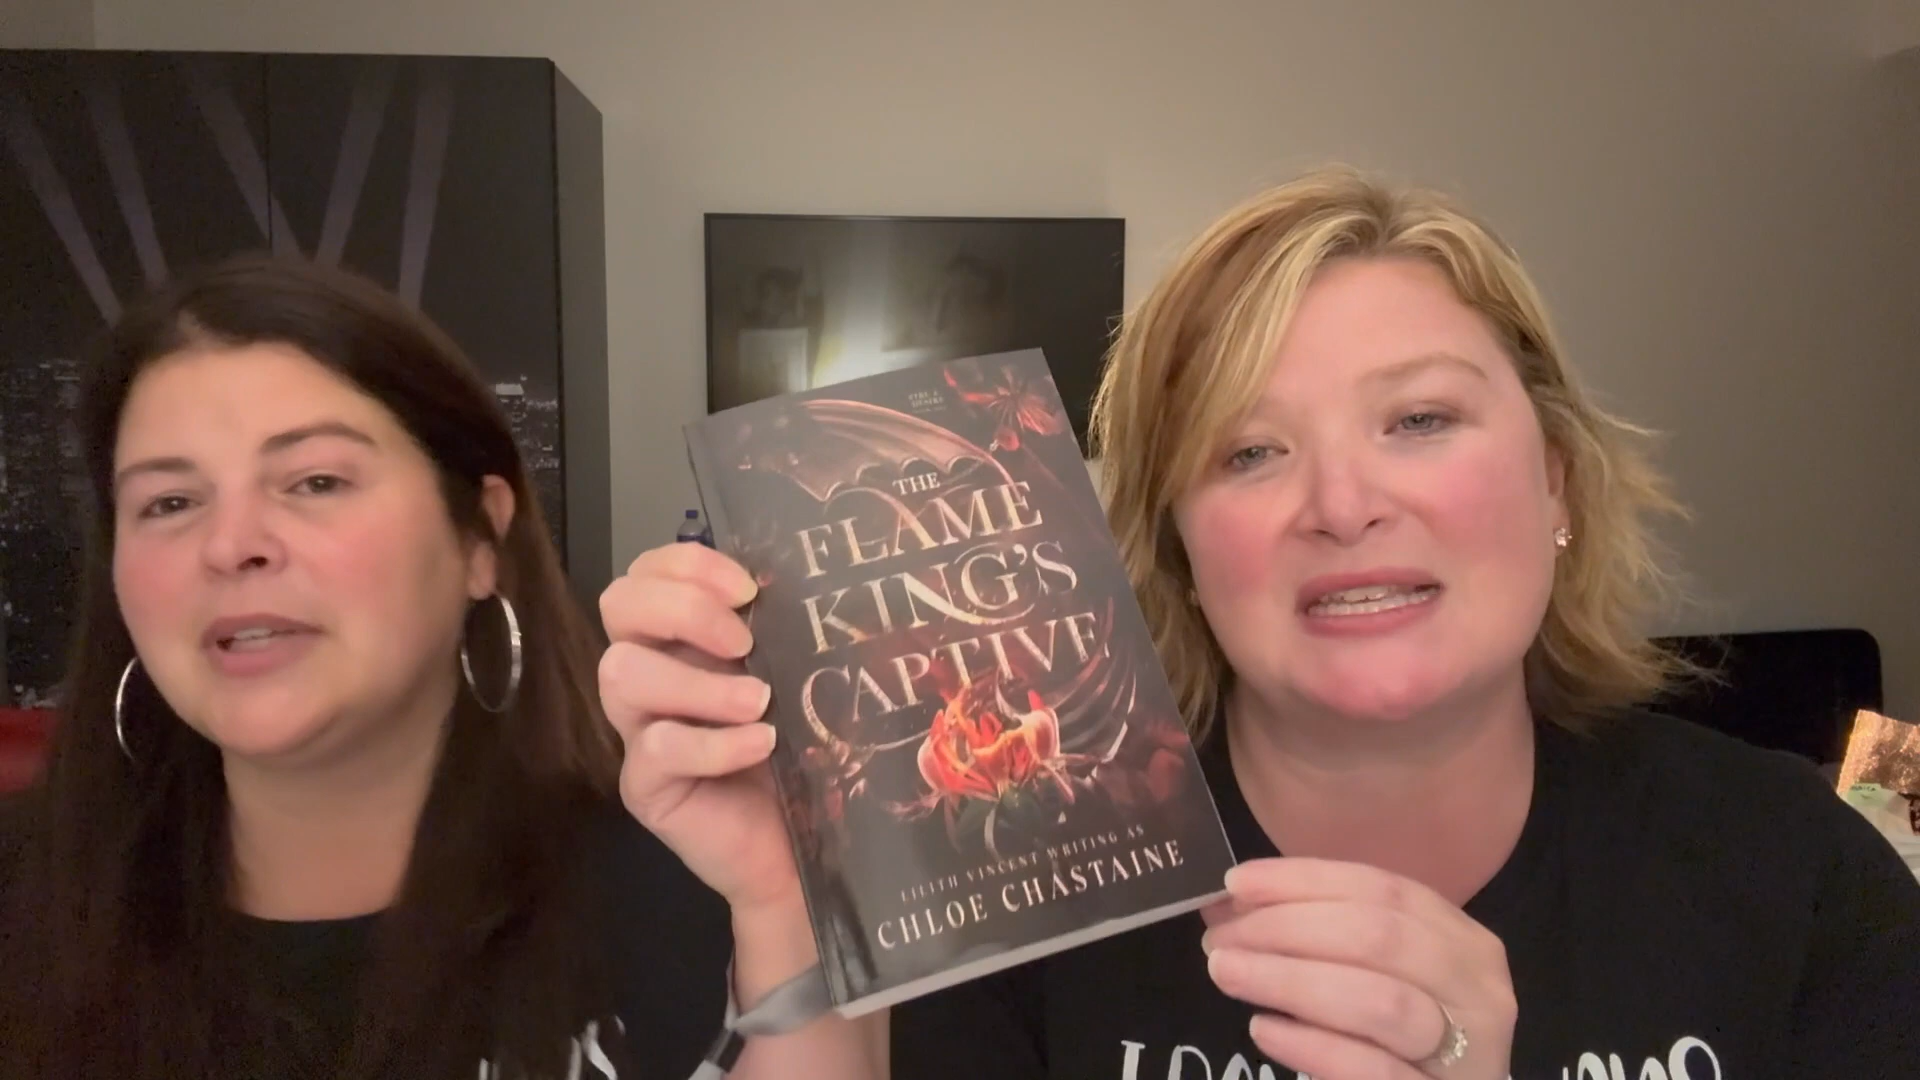 THE
FLAME
KING'S
CAPTIVE
LILITH VINCENT WRITING AS
CHLOE CHASTAINE